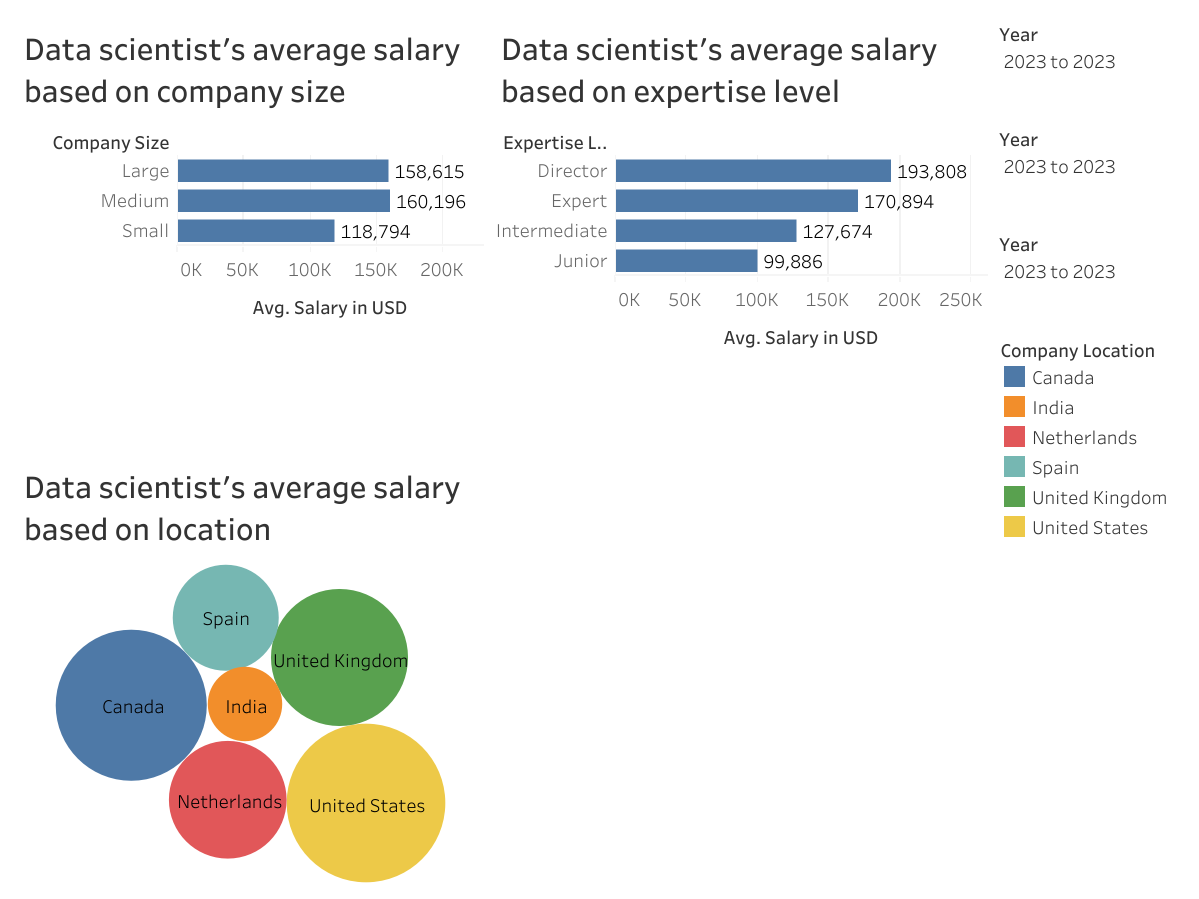 Data scientist's average salary
based on company size
Company Size
Large 158,615
Medium 160,196
Small 118,794
0K 50K 100K 150K 200K
Avg. Salary in USD
Data scientist's average salary
based on expertise level
Expertise L..
Director 193,808
Expert 170,894
Intermediate 127,674
Junior 99,886
0K 50K 100K 150K 200K 250K
Avg. Salary in USD
Year
2023 to 2023
Year
2023 to 2023
Year
2023 to 2023
Company Location
Canada
India
Netherlands
Spain
United Kingdom
United States
Data scientist's average salary
based on location
Spain
United Kingdom
Canada
India
Netherlands
United States